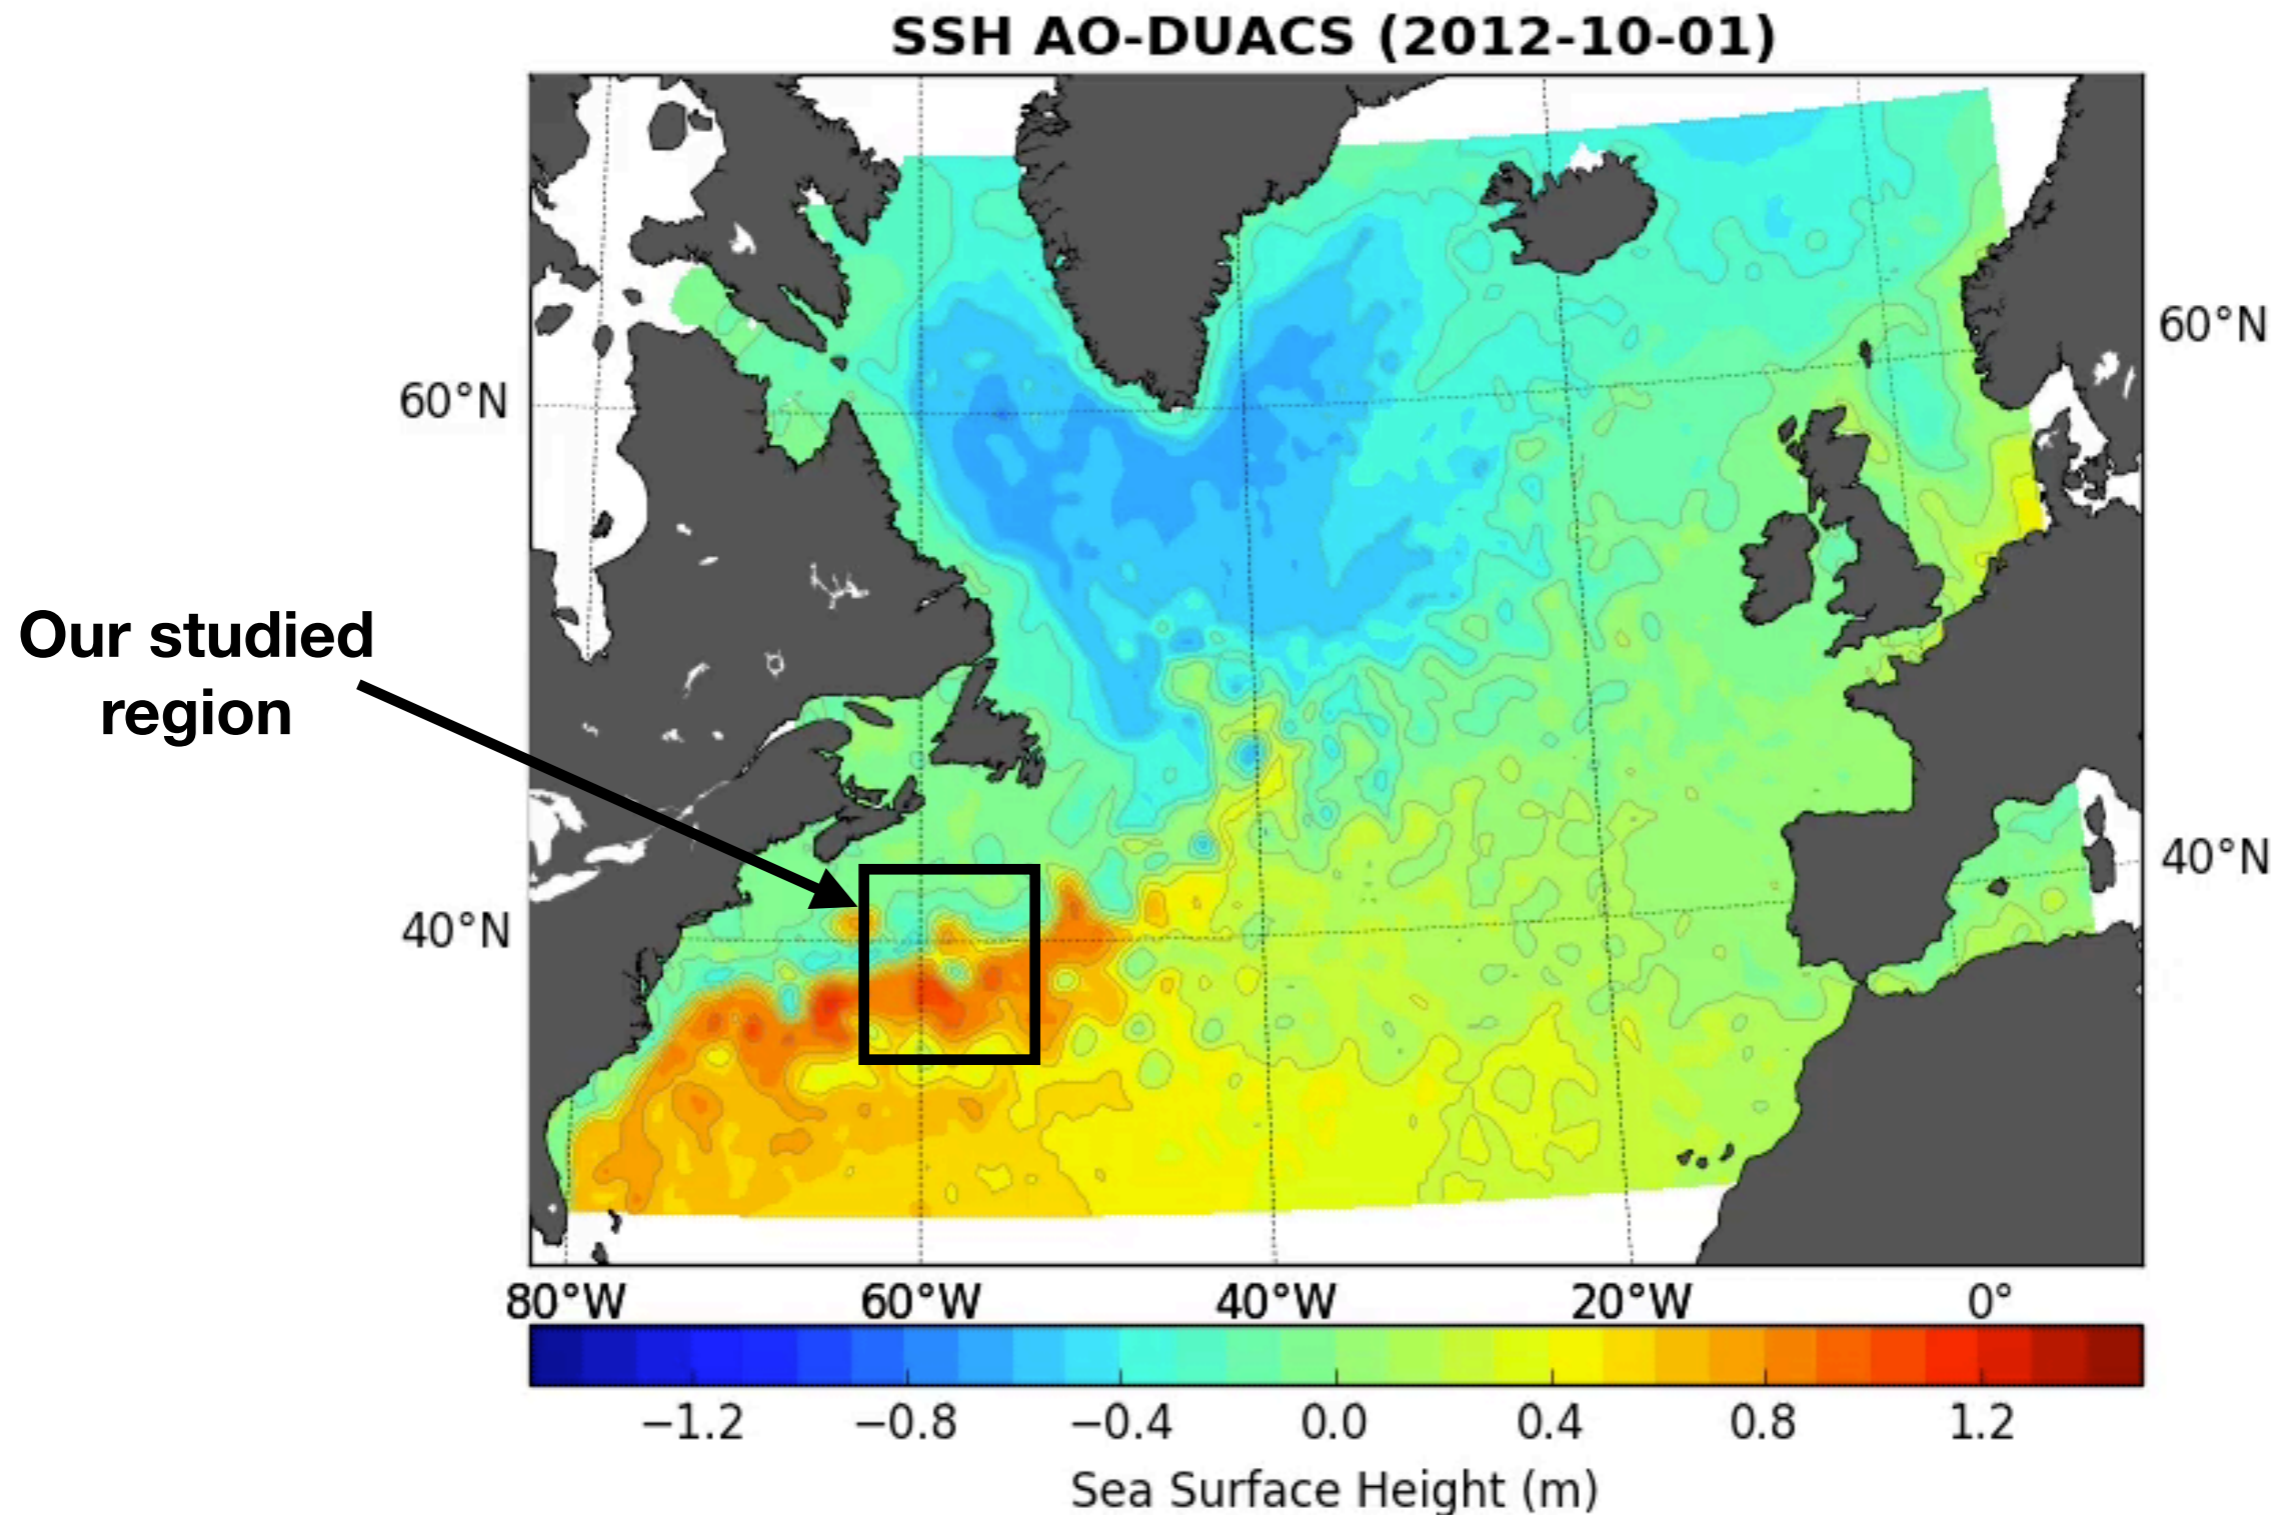 SSH AO-DUACS (2012-10-01)
60°N
60°N
Our studied
region
40°N
40°N
80°W 60°W 40°W 20°W 0°
−1.2 −0.8 −0.4 0.0 0.4 0.8 1.2
Sea Surface Height (m)